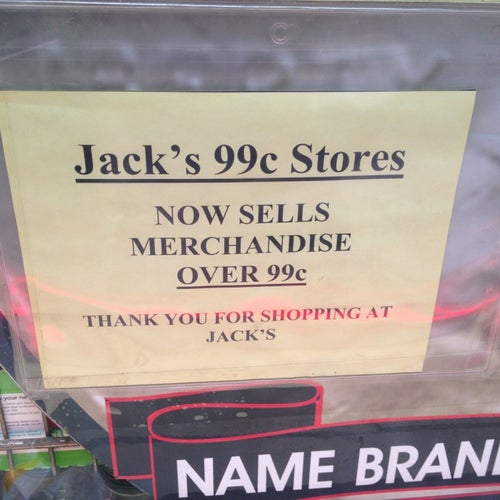 Jack's 99c Stores
NOW SELLS
MERCHANDISE
OVER 99c
THANK YOU FOR SHOPPING AT
JACK'S
NAME BRAN